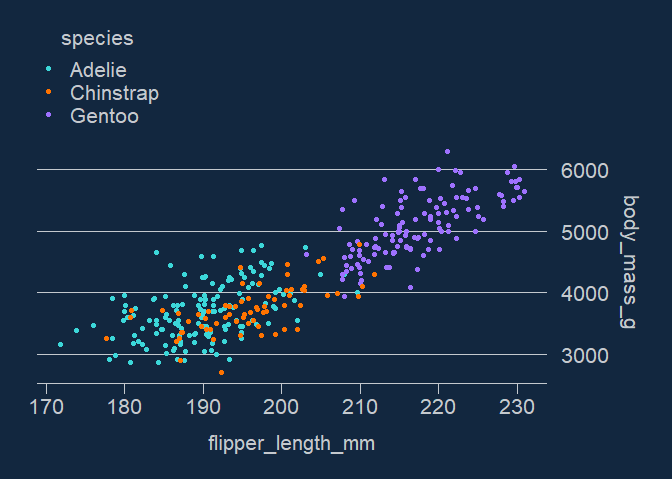 species
Adelie
Chinstrap
Gentoo
6000
5000
4000
3000
body_mass_g
170 180 190 200 210 220 230
flipper_length_mm